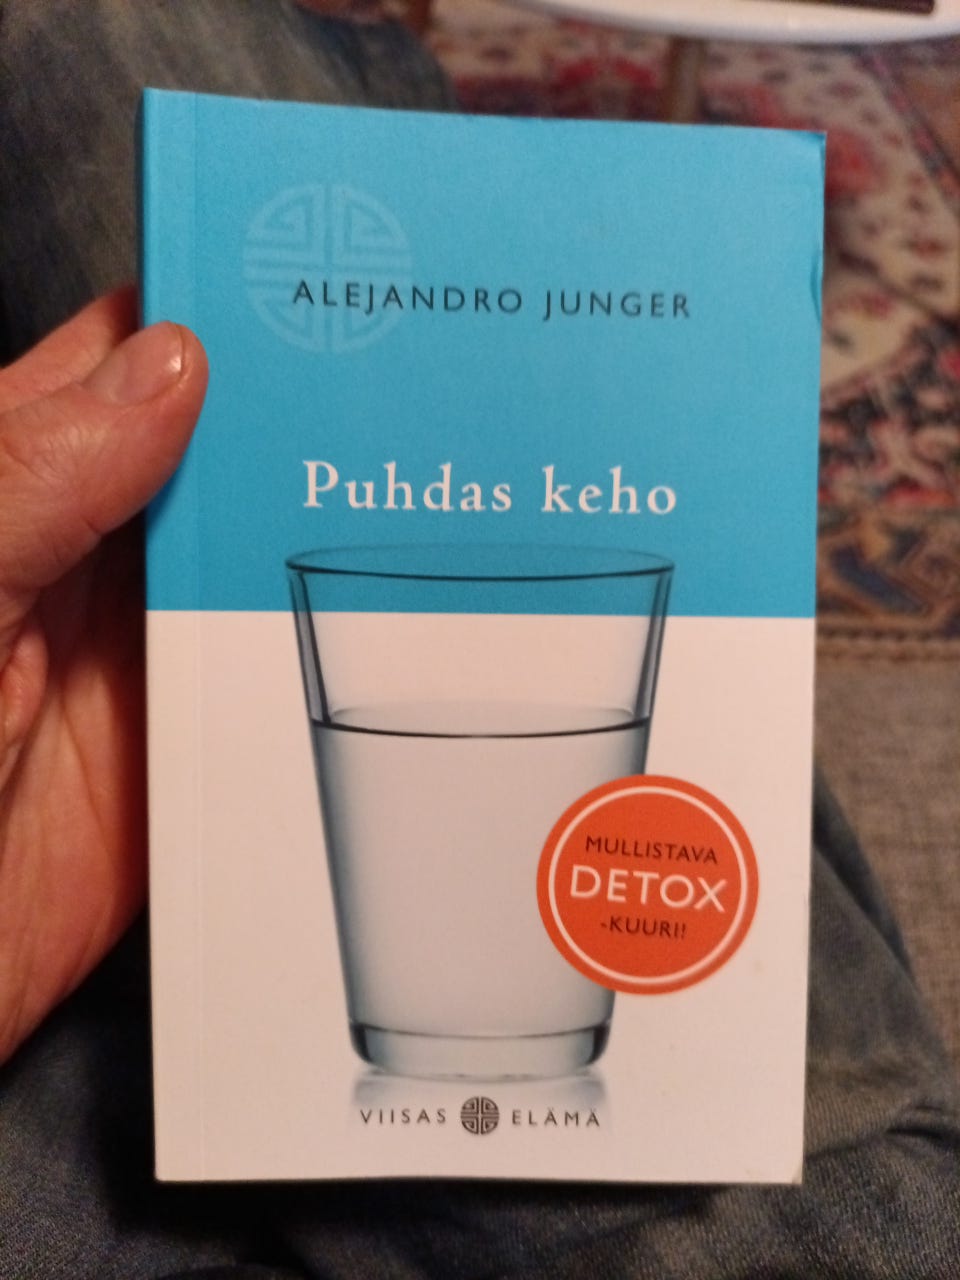 ALEJANDRO JUNGER
Puhdas keho
MULLISTAVA
DETOX
-KUURI!
VIISAS ELÄMÄ